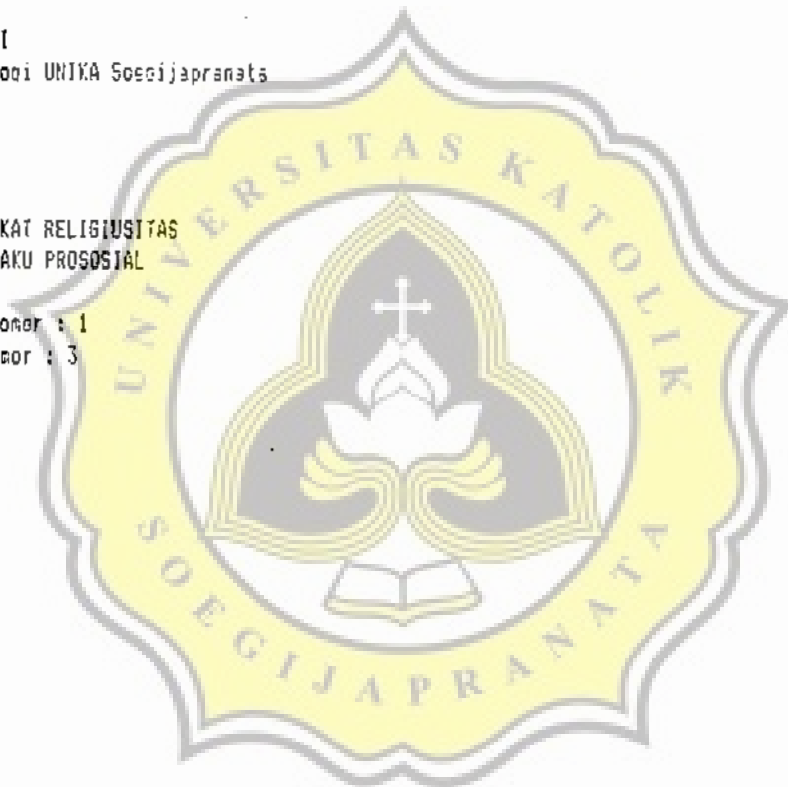 I
ogi UNIKA Soegijapranata
KAT RELIGIUSITAS
AKU PROSOSIAL
omor : 1
mor : 3
UNIVERSITAS KATOLIK
SOEGIJAPRANATA